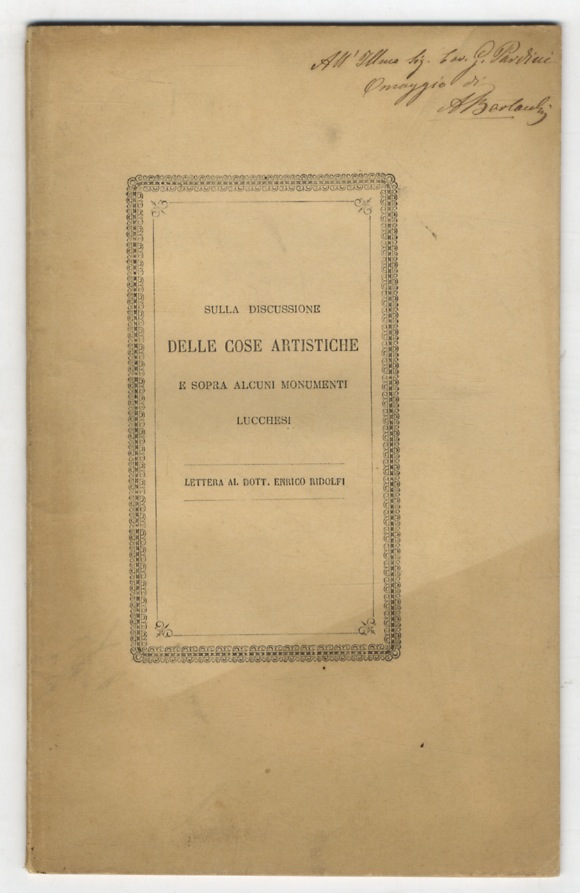 All' Illmo Sig. Cav. G. Pardini
Omaggio di
SULLA DISCUSSIONE
DELLE COSE ARTISTICHE
E SOPRA ALCUNI MONUMENTI
LUCCHESI
LETTERA AL DOTT. ENRICO RIDOLFI